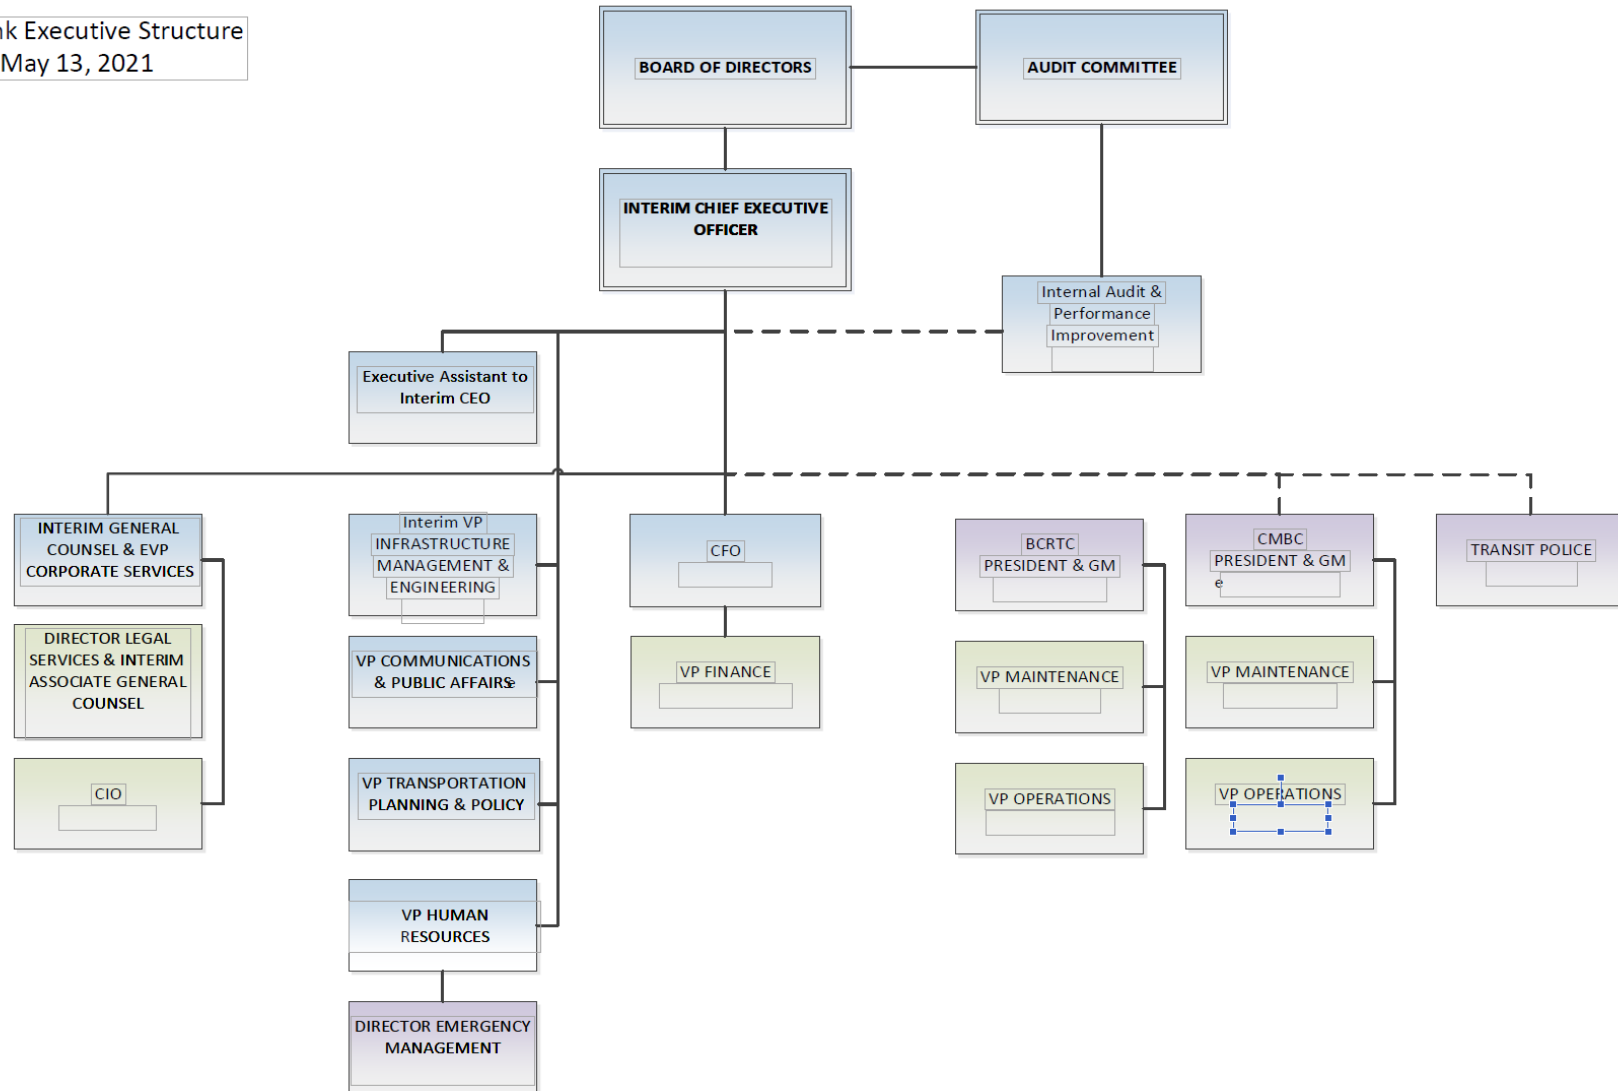 nk Executive Structure
May 13, 2021
BOARD OF DIRECTORS
AUDIT COMMITTEE
INTERIM CHIEF EXECUTIVE
OFFICER
Internal Audit &
Performance
Improvement
Executive Assistant to
Interim CEO
INTERIM GENERAL
COUNSEL & EVP
CORPORATE SERVICES
Interim VP
INFRASTRUCTURE
MANAGEMENT &
ENGINEERING
CFO
BCRTC
PRESIDENT & GM
CMBC
PRESIDENT & GM
e
TRANSIT POLICE
DIRECTOR LEGAL
SERVICES & INTERIM
ASSOCIATE GENERAL
COUNSEL
VP COMMUNICATIONS
& PUBLIC AFFAIRS
VP FINANCE
VP MAINTENANCE
VP MAINTENANCE
CIO
VP TRANSPORTATION
PLANNING & POLICY
VP OPERATIONS
VP OPERATIONS
VP HUMAN
RESOURCES
DIRECTOR EMERGENCY
MANAGEMENT